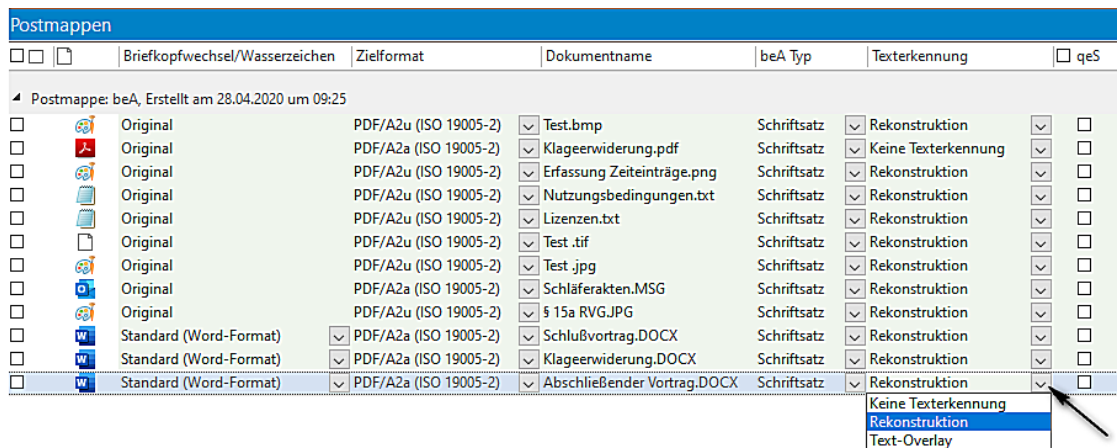 Postmappen
Briefkopfwechsel/Wasserzeichen Zielformat Dokumentname beA Typ Texterkennung qeS
Postmappe: beA, Erstellt am 28.04.2020 um 09:25
Original PDF/A2u (ISO 19005-2) Test.bmp Schriftsatz Rekonstruktion
Original PDF/A2a (ISO 19005-2) Klageerwiderung.pdf Schriftsatz Keine Texterkennung
Original PDF/A2u (ISO 19005-2) Erfassung Zeiteinträge.png Schriftsatz Rekonstruktion
Original PDF/A2u (ISO 19005-2) Nutzungsbedingungen.txt Schriftsatz Rekonstruktion
Original PDF/A2u (ISO 19005-2) Lizenzen.txt Schriftsatz Rekonstruktion
Original PDF/A2u (ISO 19005-2) Test .tif Schriftsatz Rekonstruktion
Original PDF/A2u (ISO 19005-2) Test .jpg Schriftsatz Rekonstruktion
Original PDF/A2u (ISO 19005-2) Schläferakten.MSG Schriftsatz Rekonstruktion
Original PDF/A2u (ISO 19005-2) § 15a RVG.JPG Schriftsatz Rekonstruktion
Standard (Word-Format) PDF/A2a (ISO 19005-2) Schlußvortrag.DOCX Schriftsatz Rekonstruktion
Standard (Word-Format) PDF/A2a (ISO 19005-2) Klageerwiderung.DOCX Schriftsatz Rekonstruktion
Standard (Word-Format) PDF/A2a (ISO 19005-2) Abschließender Vortrag.DOCX Schriftsatz Rekonstruktion
Keine Texterkennung
Rekonstruktion
Text-Overlay